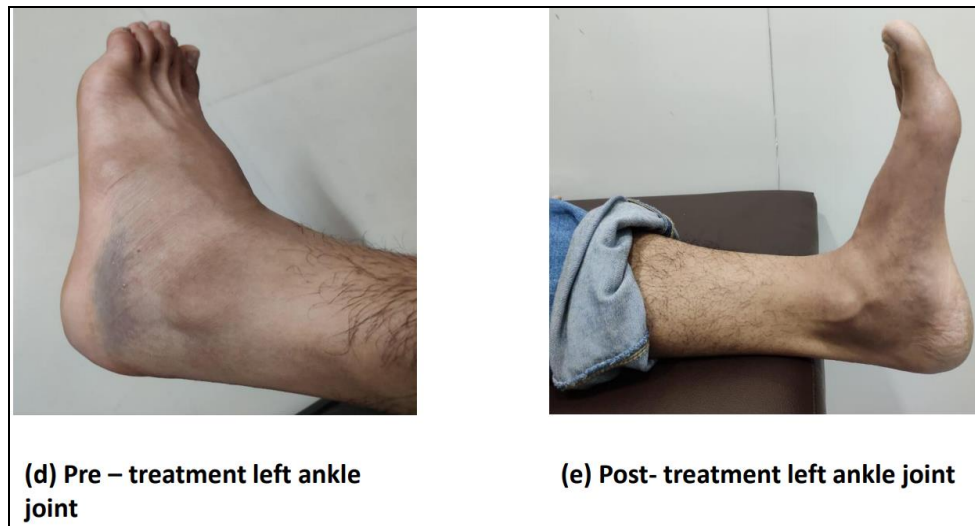 (d) Pre – treatment left ankle
joint
(e) Post- treatment left ankle joint